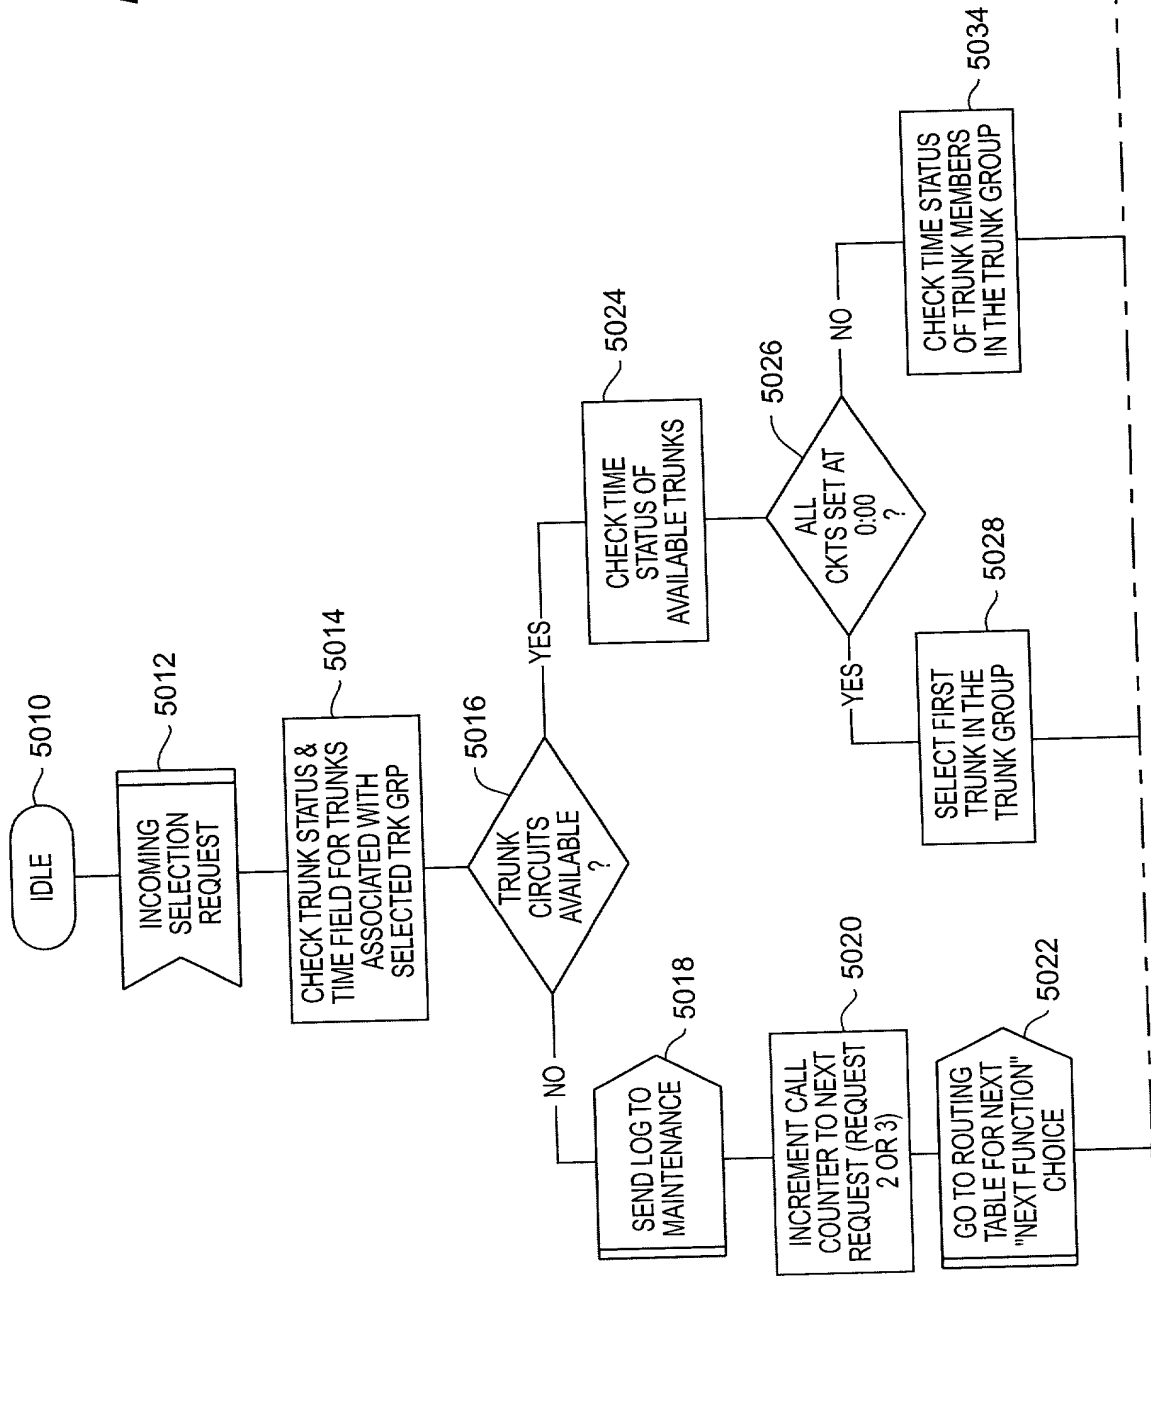 IDLE
5010
INCOMING
SELECTION
REQUEST
5012
CHECK TRUNK STATUS &
TIME FIELD FOR TRUNKS
ASSOCIATED WITH
SELECTED TRK GRP
5014
TRUNK
CIRCUITS
AVAILABLE
?
5016
NO
YES
SEND LOG TO
MAINTENANCE
5018
INCREMENT CALL
COUNTER TO NEXT
REQUEST (REQUEST
2 OR 3)
5020
GO TO ROUTING
TABLE FOR NEXT
"NEXT FUNCTION"
CHOICE
5022
CHECK TIME
STATUS OF
AVAILABLE TRUNKS
5024
ALL
CKTS SET AT
0:00
?
5026
YES
NO
SELECT FIRST
TRUNK IN THE
TRUNK GROUP
5028
CHECK TIME STATUS
OF TRUNK MEMBERS
IN THE TRUNK GROUP
5034